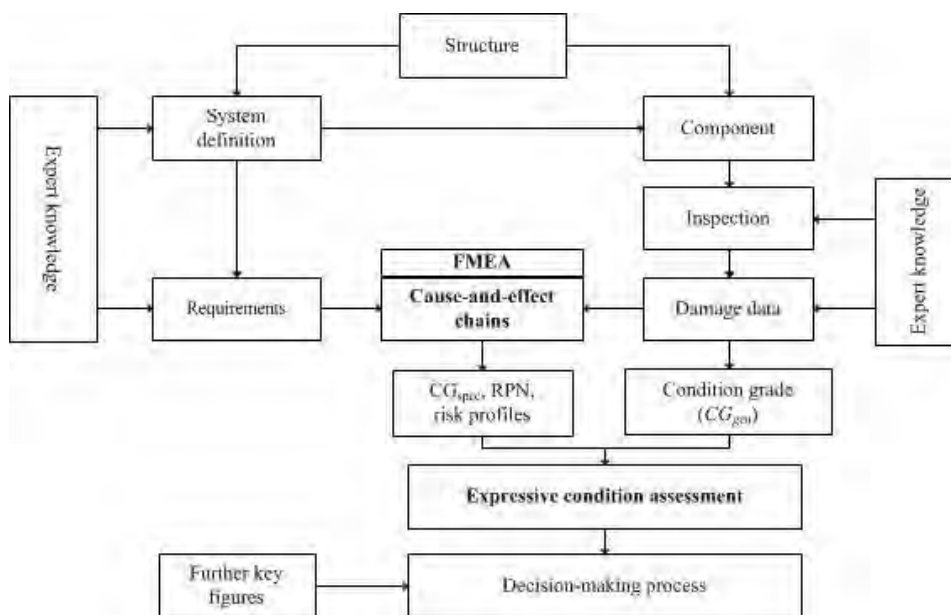 Structure
System
definition
Component
Expert knowledge
Inspection
Expert knowledge
FMEA
Requirements
Cause-and-effect
chains
Damage data
CGspec, RPN,
risk profiles
Condition grade
(CGgen)
Expressive condition assessment
Further key
figures
Decision-making process